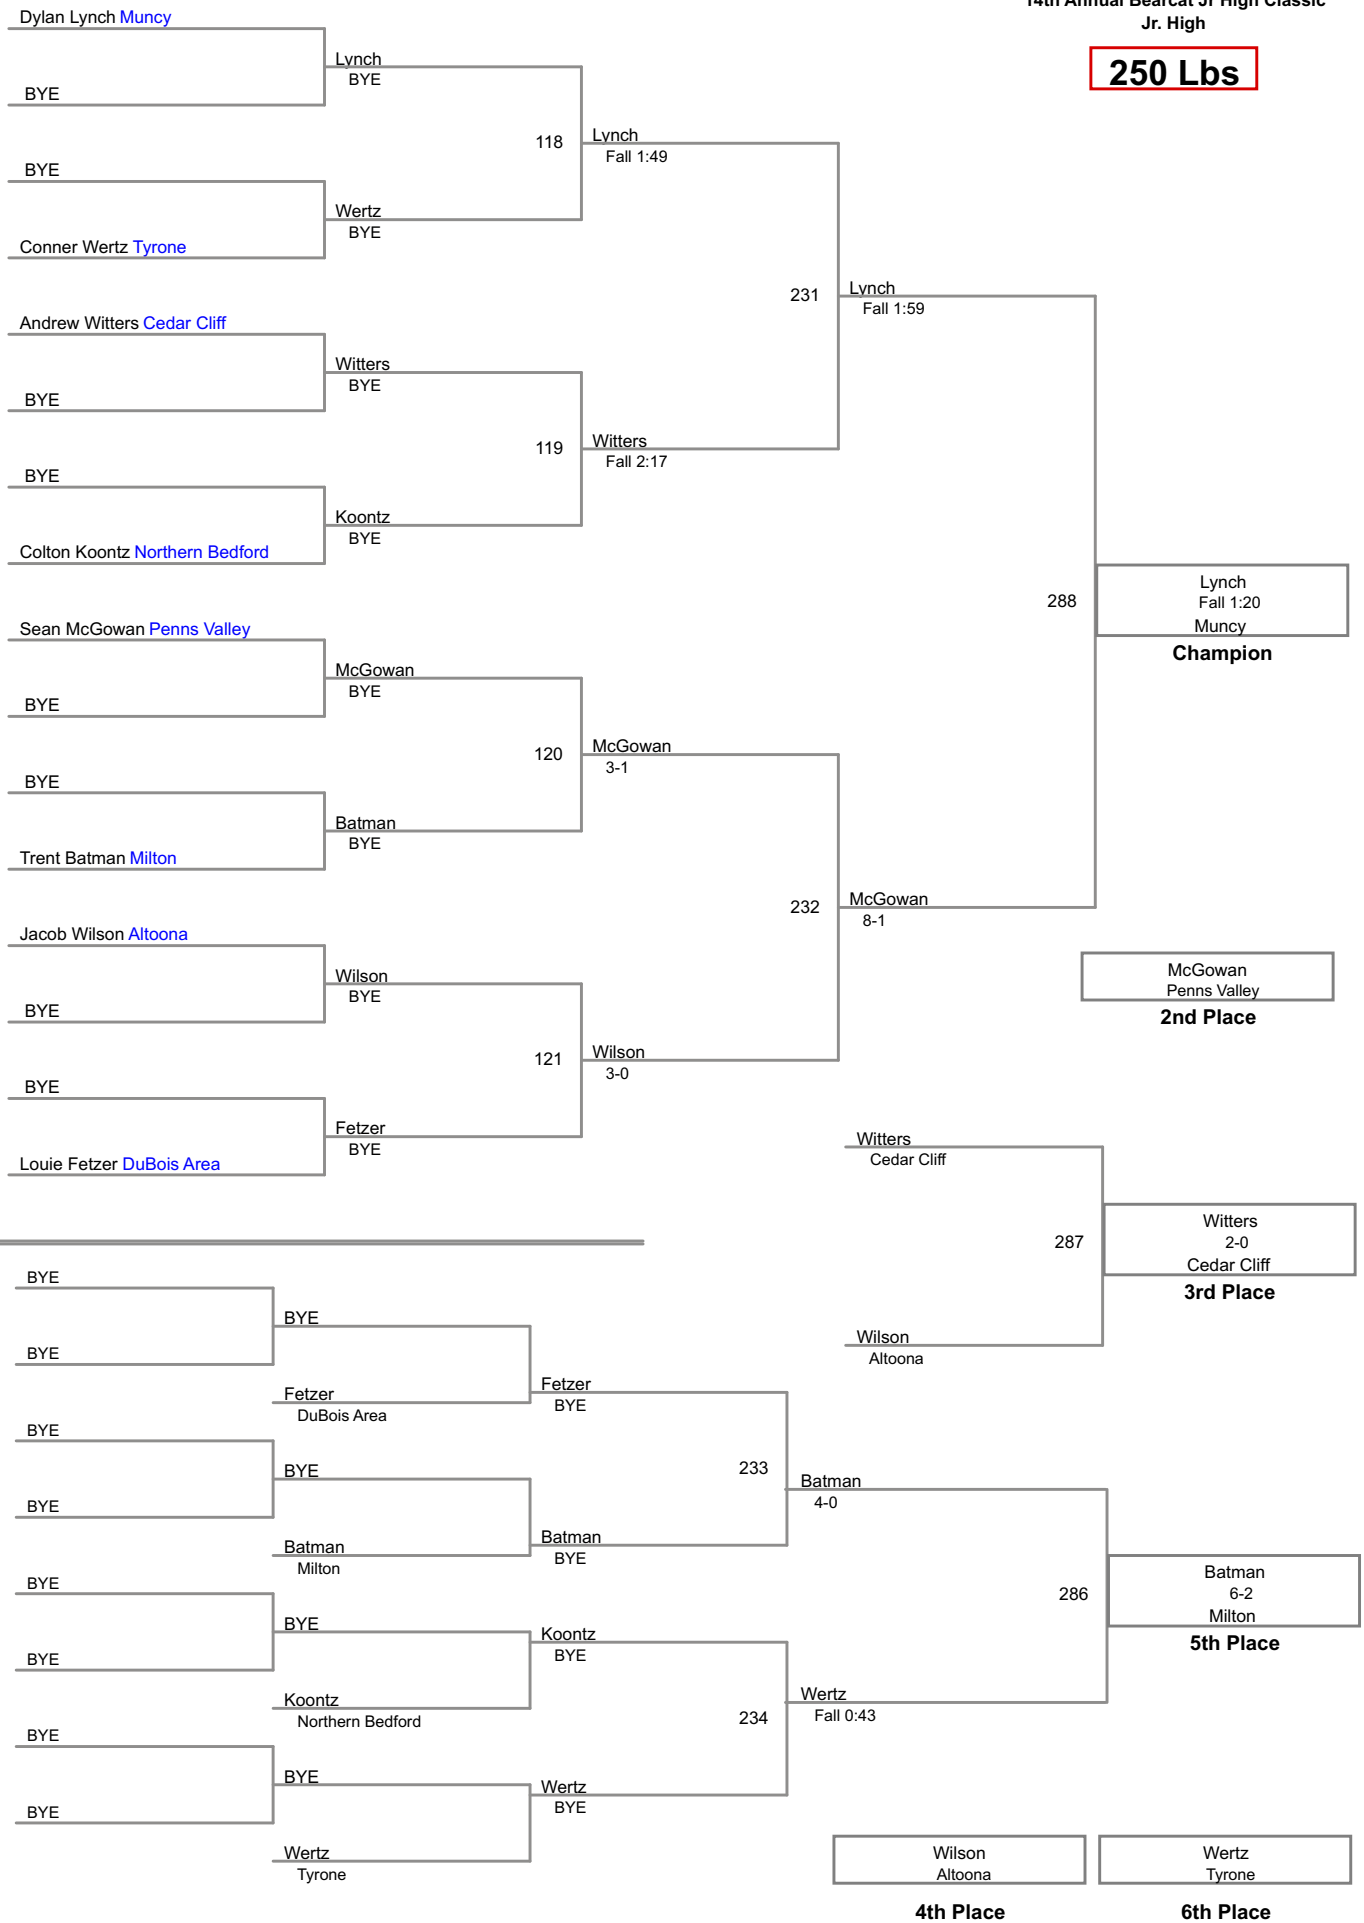 14th Annual Bearcat Jr High Classic
Jr. High
250 Lbs
Dylan Lynch Muncy
BYE
BYE
Conner Wertz Tyrone
Andrew Witters Cedar Cliff
BYE
BYE
Colton Koontz Northern Bedford
Sean McGowan Penns Valley
BYE
BYE
Trent Batman Milton
Jacob Wilson Altoona
BYE
BYE
Louie Fetzer DuBois Area
Lynch
BYE
Wertz
BYE
Witters
BYE
Koontz
BYE
McGowan
BYE
Batman
BYE
Wilson
BYE
Fetzer
BYE
118
119
120
121
Lynch
Fall 1:49
Witters
Fall 2:17
McGowan
3-1
Wilson
3-0
231
232
Lynch
Fall 1:59
McGowan
8-1
288
Lynch
Fall 1:20
Muncy
Champion
McGowan
Penns Valley
2nd Place
Witters
Cedar Cliff
Wilson
Altoona
287
Witters
2-0
Cedar Cliff
3rd Place
BYE
BYE
BYE
BYE
BYE
BYE
BYE
BYE
BYE
Fetzer
DuBois Area
BYE
Batman
Milton
BYE
Koontz
Northern Bedford
BYE
Wertz
Tyrone
Fetzer
BYE
Batman
BYE
Koontz
BYE
Wertz
BYE
233
234
Batman
4-0
Wertz
Fall 0:43
286
Batman
6-2
Milton
5th Place
Wilson
Altoona
4th Place
Wertz
Tyrone
6th Place